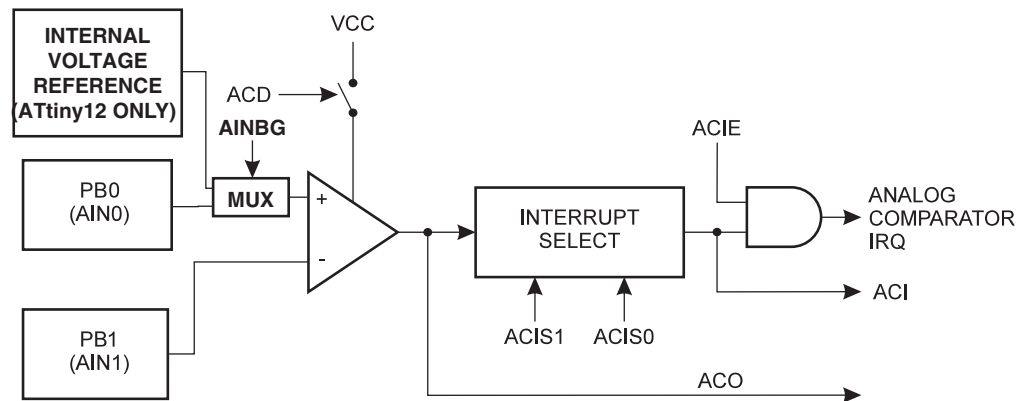 INTERNAL
VOLTAGE
REFERENCE
(ATtiny12 ONLY)
VCC
ACD
AINBG
MUX
PB0
(AIN0)
+
-
PB1
(AIN1)
INTERRUPT
SELECT
ACIS1
ACIS0
ACIE
ANALOG
COMPARATOR
IRQ
ACI
ACO